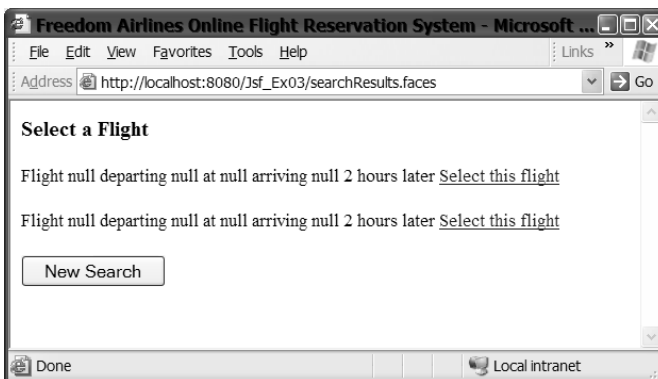 Freedom Airlines Online Flight Reservation System - Microsoft ...
File Edit View Favorites Tools Help Links »
Address http://localhost:8080/Jsf_Ex03/searchResults.faces Go
Select a Flight
Flight null departing null at null arriving null 2 hours later Select this flight
Flight null departing null at null arriving null 2 hours later Select this flight
New Search
Done Local intranet